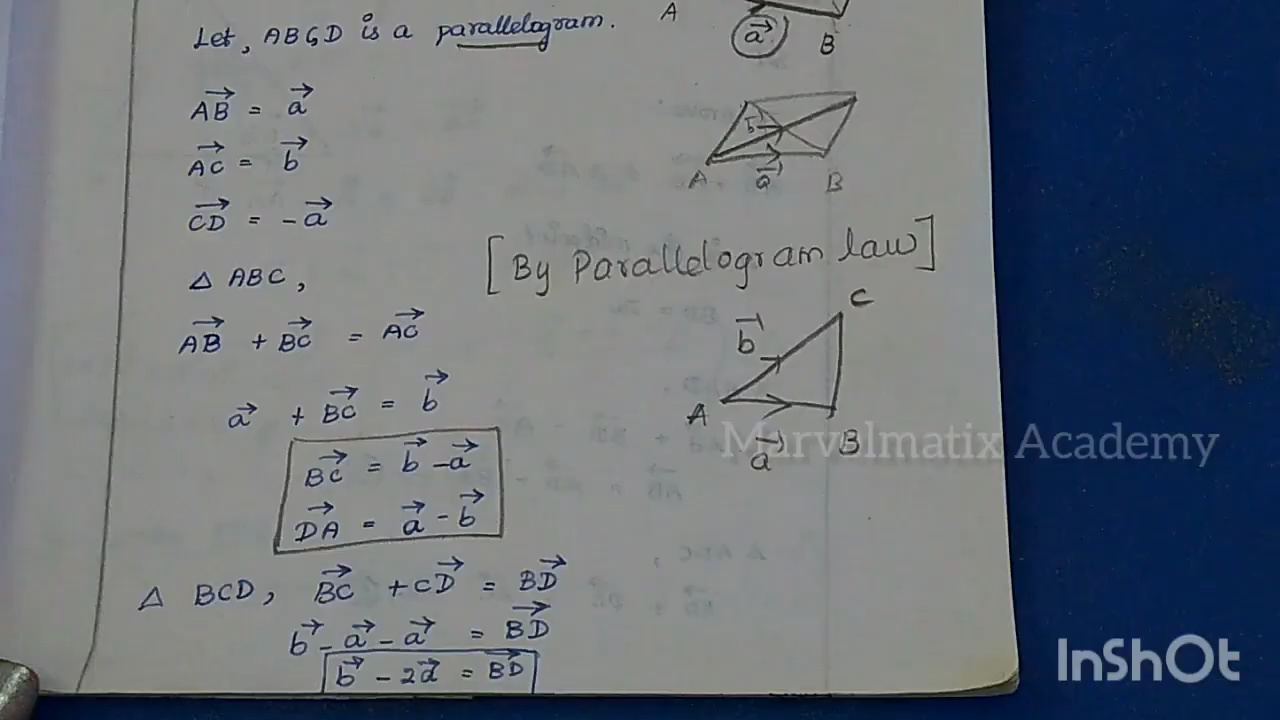 A
Let, ABCD is a parallelogram.
a⃗
B
AB⃗ = a⃗
b⃗
AC⃗ = b⃗
A
a⃗
B
CD⃗ = -a⃗
[By Parallelogram law]
Δ ABC,
C
AB⃗ + BC⃗ = AC⃗
b⃗
a⃗ + BC⃗ = b⃗
A
B
a⃗
Marvelmatix Academy
BC⃗ = b⃗ - a⃗
DA⃗ = a⃗ - b⃗
Δ BCD, BC⃗ + CD⃗ = BD⃗
b⃗ - a⃗ - a⃗ = BD⃗
b⃗ - 2a⃗ = BD⃗
InShOt